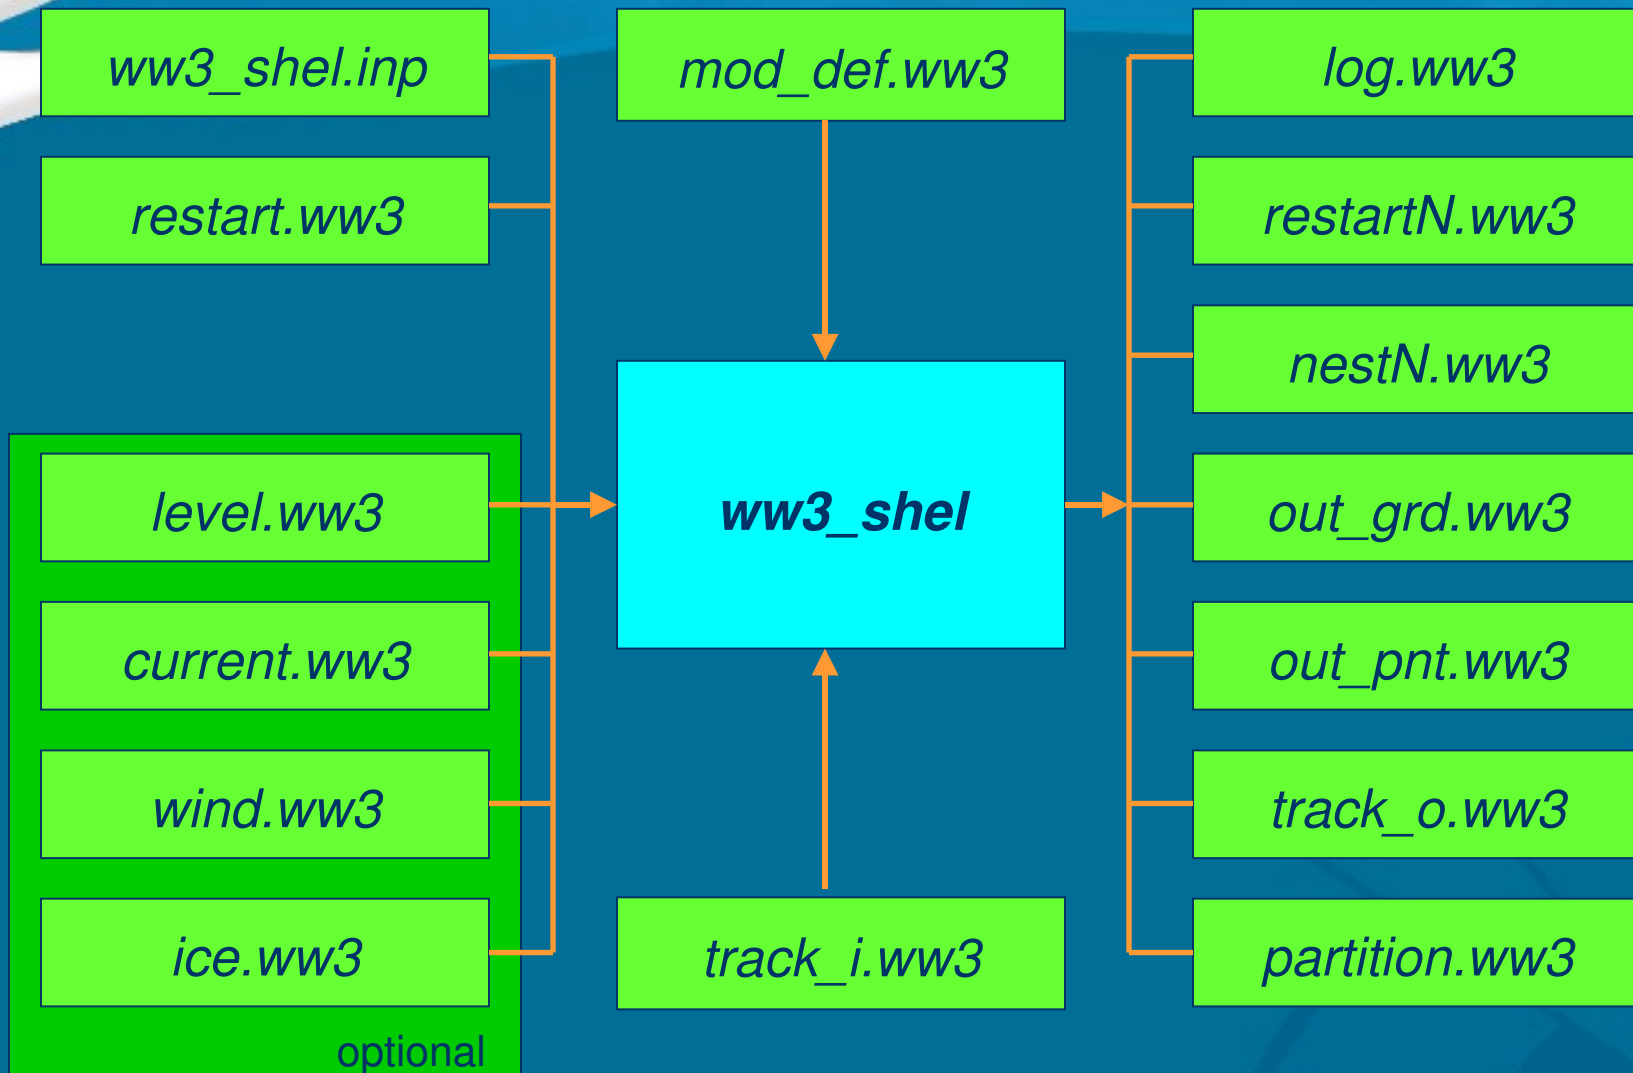 ww3_shel.inp
mod_def.ww3
log.ww3
restart.ww3
restartN.ww3
nestN.ww3
level.ww3
ww3_shel
out_grd.ww3
current.ww3
out_pnt.ww3
wind.ww3
track_o.ww3
ice.ww3
track_i.ww3
partition.ww3
optional